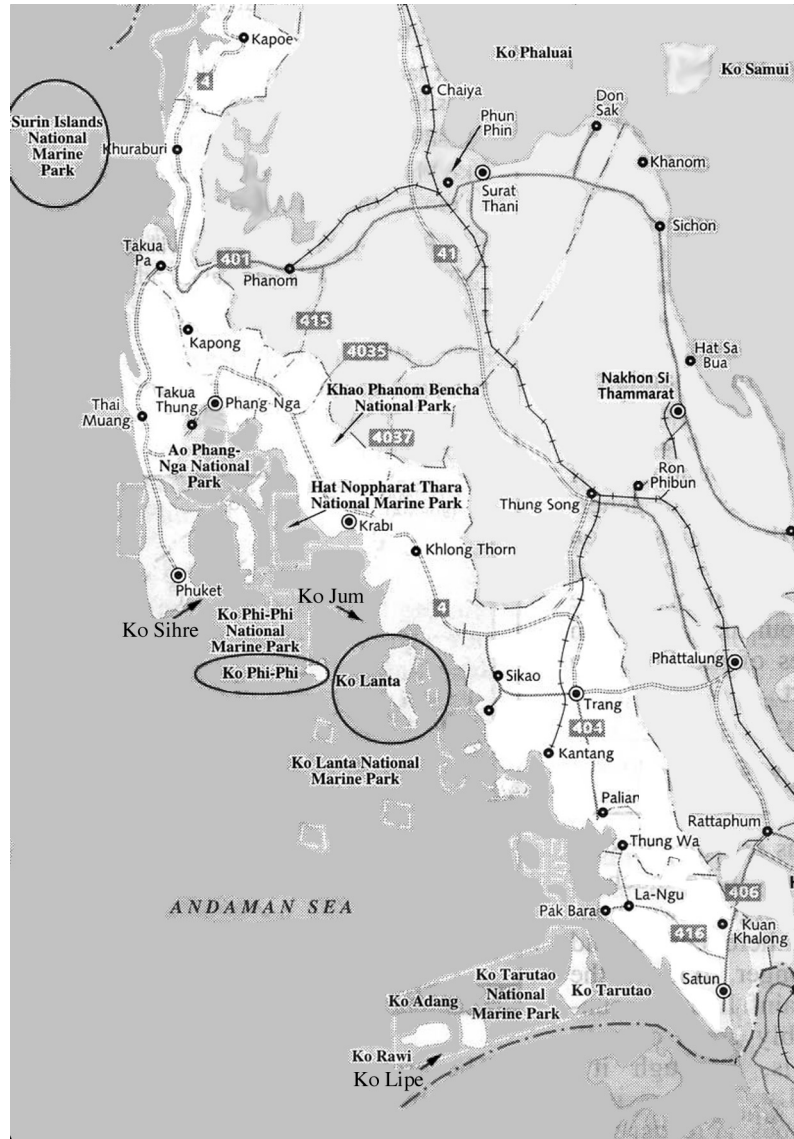 Kapoe
Ko Phaluai
Ko Samui
4
Chaiya
Don
Sak
Surin Islands
National
Marine
Park
Phun
Phin
Khuraburi
Khanom
Surat
Thani
Sichon
Takua
Pa
401
41
Phanom
415
Kapong
4035
Hat Sa
Bua
Nakhon Si
Thammarat
Takua
Thung
Phang Nga
Khao Phanom Bencha
National Park
Thai
Muang
4037
Ao Phang-
Nga National
Park
Ron
Phibun
Hat Noppharat Thara
National Marine Park
Thung Song
Krabi
Khlong Thorn
Phuket
Ko Jum
4
Ko Sihre
Ko Phi-Phi
National
Marine Park
Phattalung
Ko Phi-Phi
Ko Lanta
Sikao
Trang
404
Ko Lanta National
Marine Park
Kantang
Palian
Rattaphum
Thung Wa
ANDAMAN SEA
La-Ngu
406
Pak Bara
416
Kuan
Khalong
Ko Adang
Ko Tarutao
National
Marine Park
Ko Tarutao
Satun
Ko Rawi
Ko Lipe